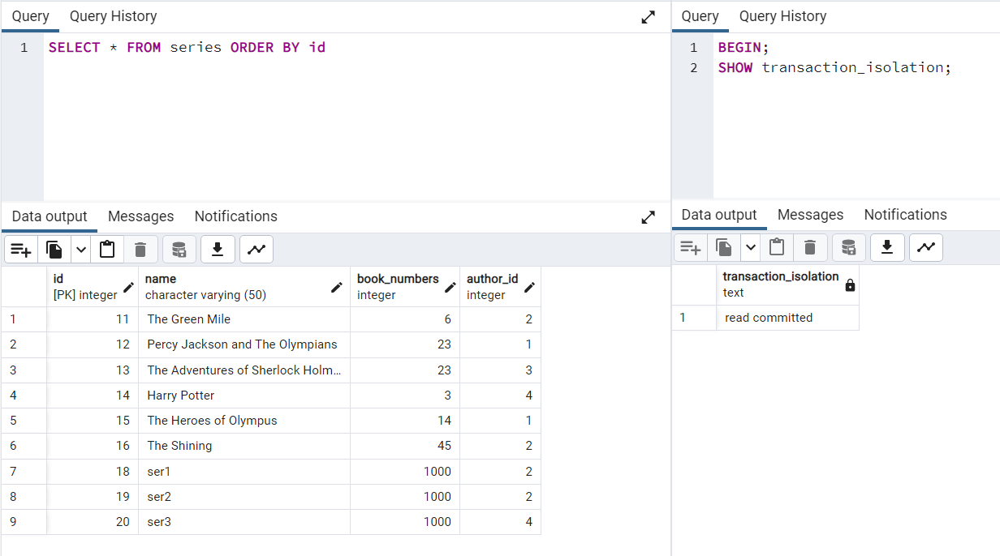 Query Query History
1 SELECT * FROM series ORDER BY id
Data output Messages Notifications
id name book_numbers author_id
[PK] integer character varying (50) integer integer
1 11 The Green Mile 6 2
2 12 Percy Jackson and The Olympians 23 1
3 13 The Adventures of Sherlock Holm... 23 3
4 14 Harry Potter 3 4
5 15 The Heroes of Olympus 14 1
6 16 The Shining 45 2
7 18 ser1 1000 2
8 19 ser2 1000 2
9 20 ser3 1000 4
Query Query History
1 BEGIN;
2 SHOW transaction_isolation;
Data output Messages Notifications
transaction_isolation
text
1 read committed